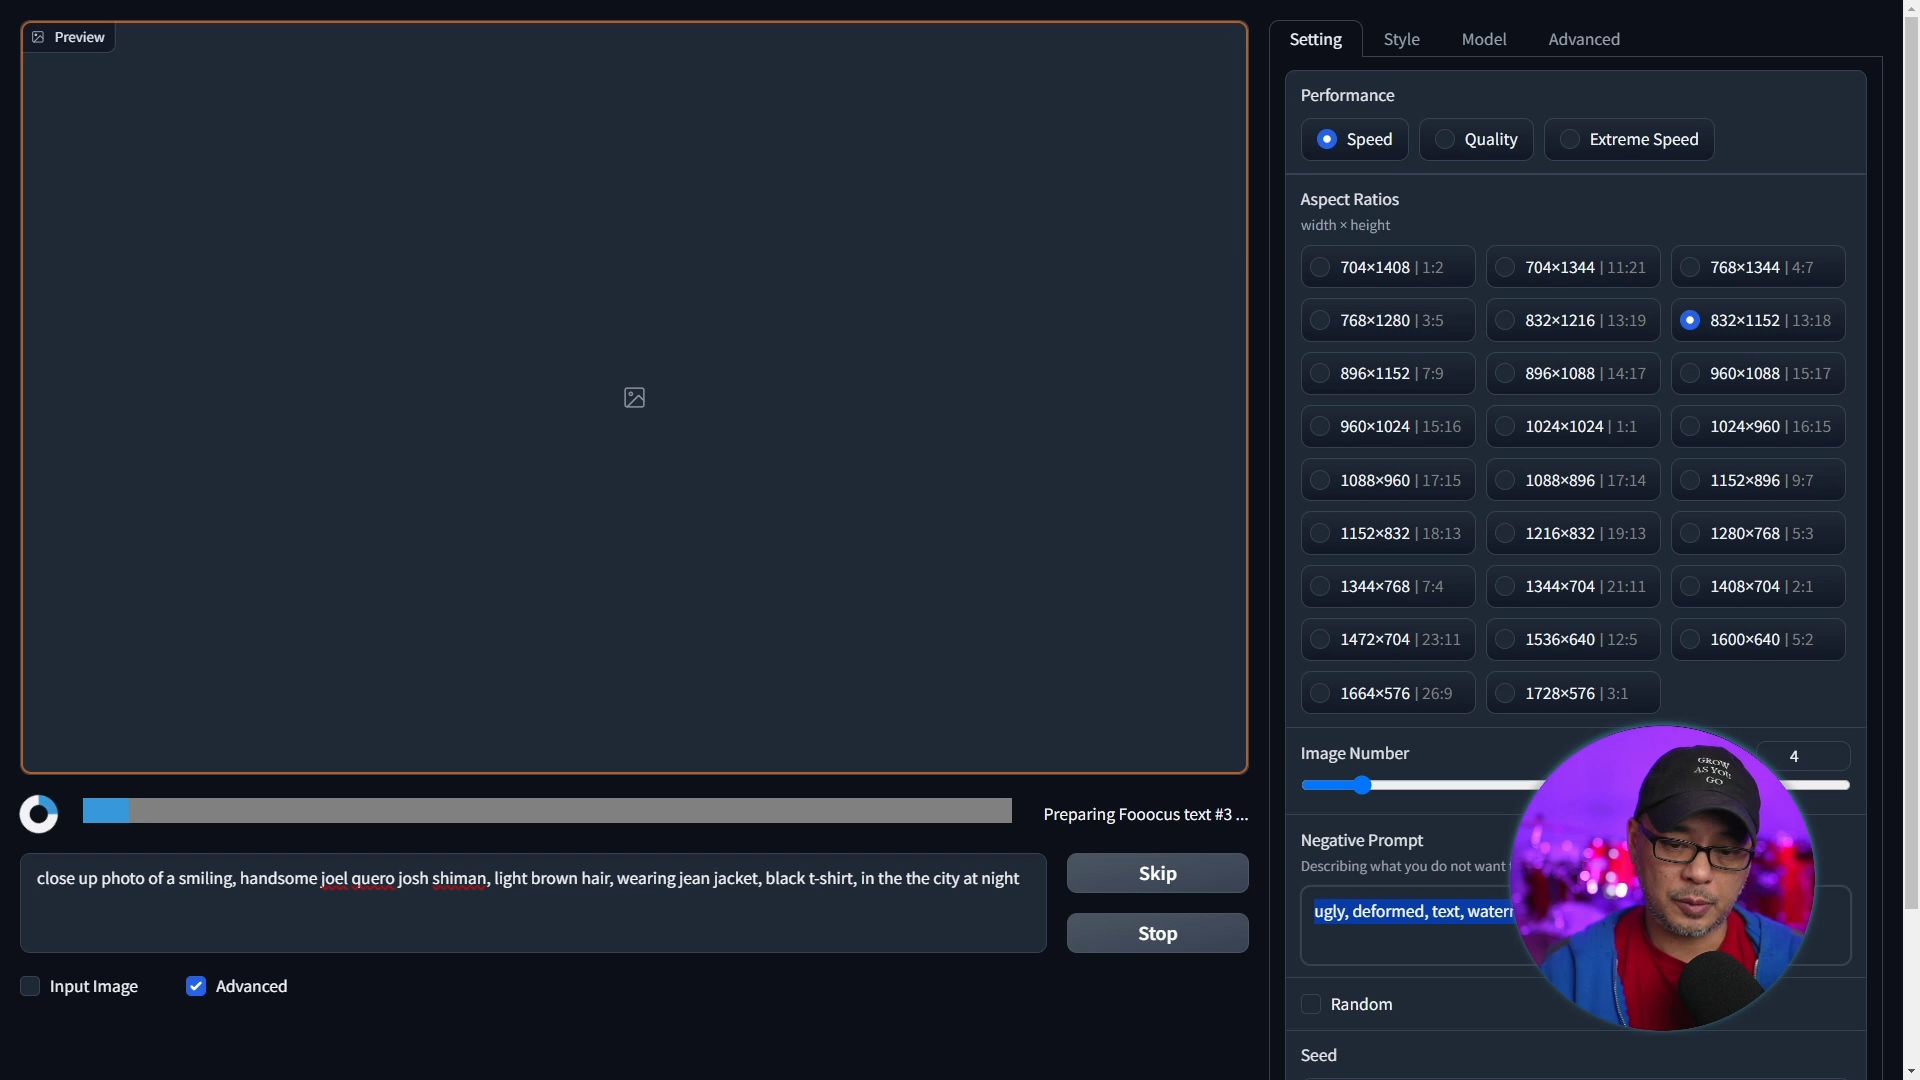 Preview
Setting
Style
Model
Advanced
Performance
Speed
Quality
Extreme Speed
Aspect Ratios
width × height
704×1408 | 1:2
704×1344 | 11:21
768×1344 | 4:7
768×1280 | 3:5
832×1216 | 13:19
832×1152 | 13:18
896×1152 | 7:9
896×1088 | 14:17
960×1088 | 15:17
960×1024 | 15:16
1024×1024 | 1:1
1024×960 | 16:15
1088×960 | 17:15
1088×896 | 17:14
1152×896 | 9:7
1152×832 | 18:13
1216×832 | 19:13
1280×768 | 5:3
1344×768 | 7:4
1344×704 | 21:11
1408×704 | 2:1
1472×704 | 23:11
1536×640 | 12:5
1600×640 | 5:2
1664×576 | 26:9
1728×576 | 3:1
Image Number
4
GROW
AS YOU
GO
Preparing Fooocus text #3 ...
close up photo of a smiling, handsome joel quero josh shiman, light brown hair, wearing jean jacket, black t-shirt, in the the city at night
Skip
Stop
Input Image
Advanced
Negative Prompt
Describing what you do not want
ugly, deformed, text,
Random
Seed